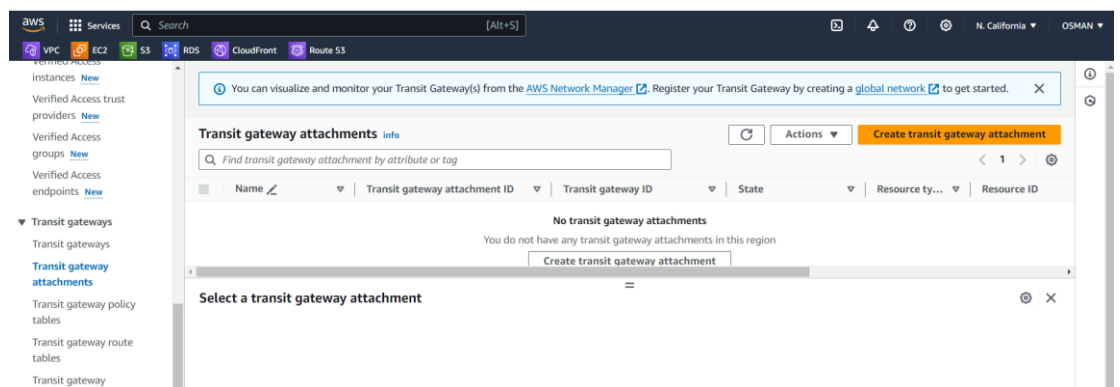 aws
Services
Search
[Alt+S]
N. California ▼
OSMAN ▼
VPC
EC2
S3
RDS
CloudFront
Route 53
Verified Access
instances New
Verified Access trust
providers New
Verified Access
groups New
Verified Access
endpoints New
▼ Transit gateways
Transit gateways
Transit gateway
attachments
Transit gateway policy
tables
Transit gateway route
tables
Transit gateway
You can visualize and monitor your Transit Gateway(s) from the AWS Network Manager. Register your Transit Gateway by creating a global network to get started.
Transit gateway attachments Info
Actions ▼
Create transit gateway attachment
Find transit gateway attachment by attribute or tag
< 1 >
Name
Transit gateway attachment ID
Transit gateway ID
State
Resource ty...
Resource ID
No transit gateway attachments
You do not have any transit gateway attachments in this region
Create transit gateway attachment
Select a transit gateway attachment